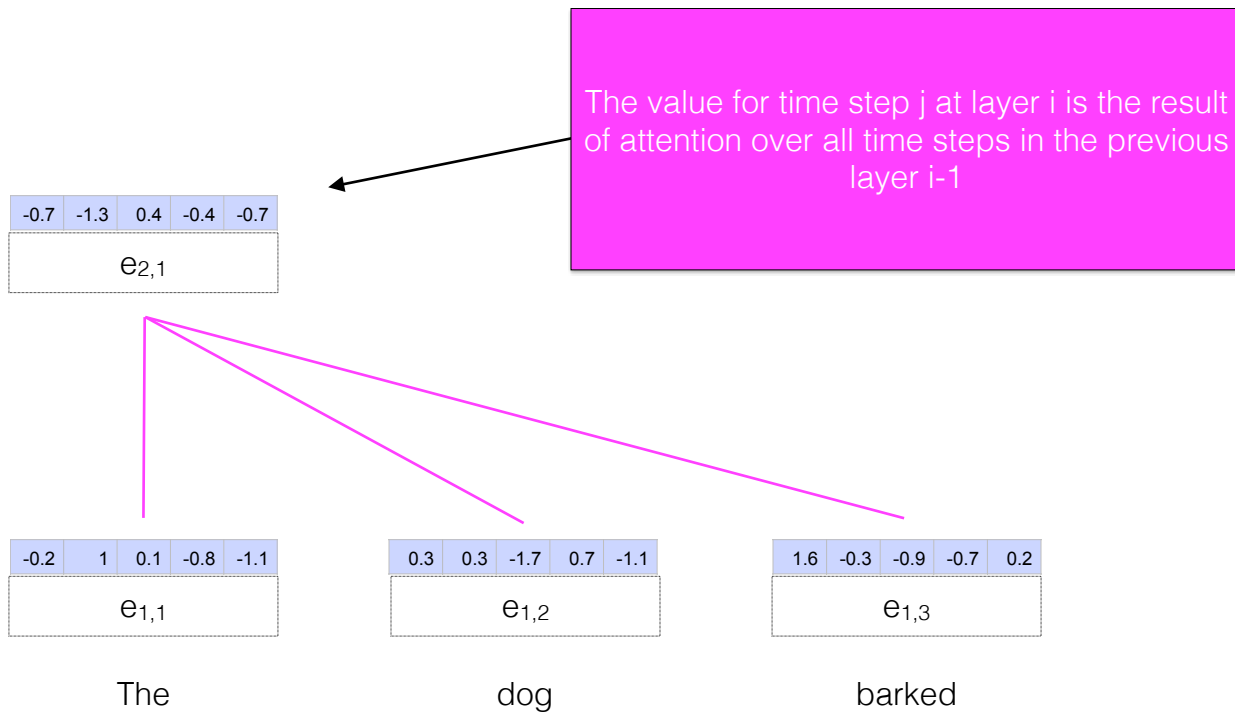 The value for time step j at layer i is the result
of attention over all time steps in the previous
layer i-1
-0.7 -1.3 0.4 -0.4 -0.7
e2,1
-0.2 1 0.1 -0.8 -1.1
0.3 0.3 -1.7 0.7 -1.1
1.6 -0.3 -0.9 -0.7 0.2
e1,1
e1,2
e1,3
The
dog
barked